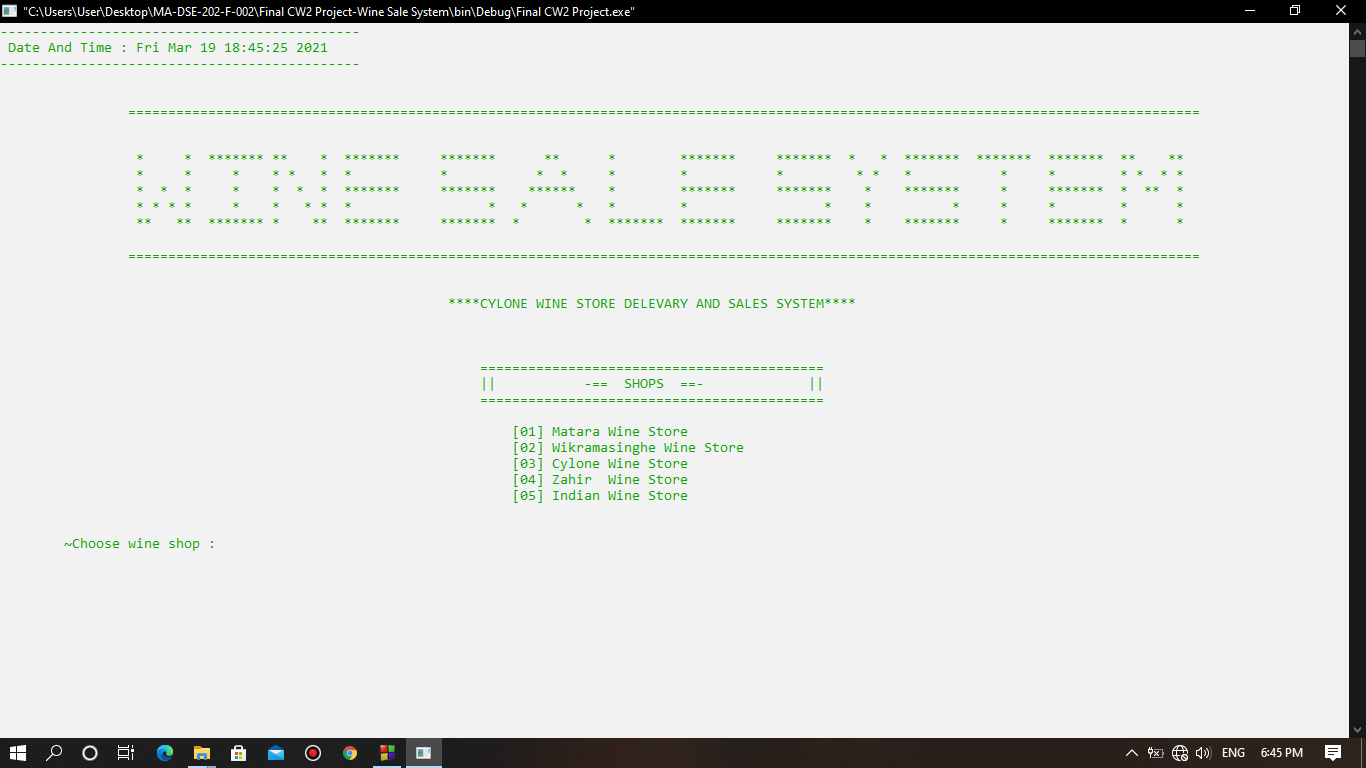 "C:\Users\User\Desktop\MA-DSE-202-F-002\Final CW2 Project-Wine Sale System\bin\Debug\Final CW2 Project.exe"
Date And Time : Fri Mar 19 18:45:25 2021
WINE SALE SYSTEM
****CYLONE WINE STORE DELEVARY AND SALES SYSTEM****
|| -== SHOPS ==- ||
[01] Matara Wine Store
[02] Wikramasinghe Wine Store
[03] Cylone Wine Store
[04] Zahir  Wine Store
[05] Indian Wine Store
~Choose wine shop :
ENG 6:45 PM